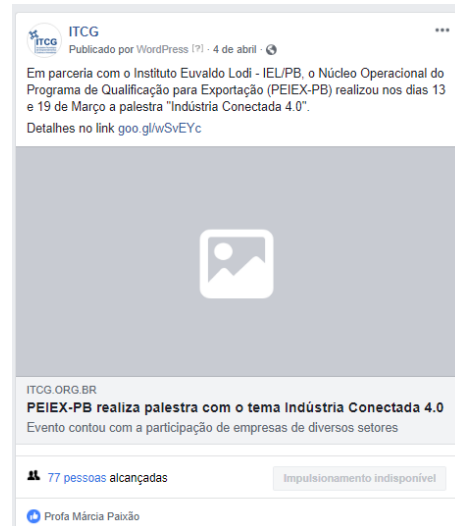 ITCG
ITCG
Publicado por WordPress [?] · 4 de abril ·
Em parceria com o Instituto Euvaldo Lodi - IEL/PB, o Núcleo Operacional do
Programa de Qualificação para Exportação (PEIEX-PB) realizou nos dias 13
e 19 de Março a palestra "Indústria Conectada 4.0".
Detalhes no link goo.gl/wSvEYc
ITCG.ORG.BR
PEIEX-PB realiza palestra com o tema Indústria Conectada 4.0
Evento contou com a participação de empresas de diversos setores
77 pessoas alcançadas
Impulsionamento indisponível
Profa Márcia Paixão